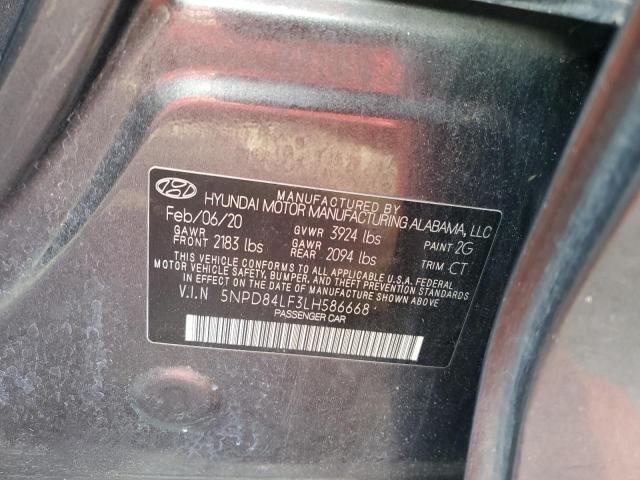 MANUFACTURED BY
HYUNDAI MOTOR MANUFACTURING ALABAMA, LLC
Feb/06/20 GVWR 3924 lbs PAINT 2G
GAWR FRONT 2183 lbs GAWR REAR 2094 lbs TRIM CT
THIS VEHICLE CONFORMS TO ALL APPLICABLE U.S.A. FEDERAL
MOTOR VEHICLE SAFETY, BUMPER, AND THEFT PREVENTION STANDARDS
IN EFFECT ON THE DATE OF MANUFACTURE SHOWN ABOVE.
V.I.N 5NPD84LF3LH586668
PASSENGER CAR